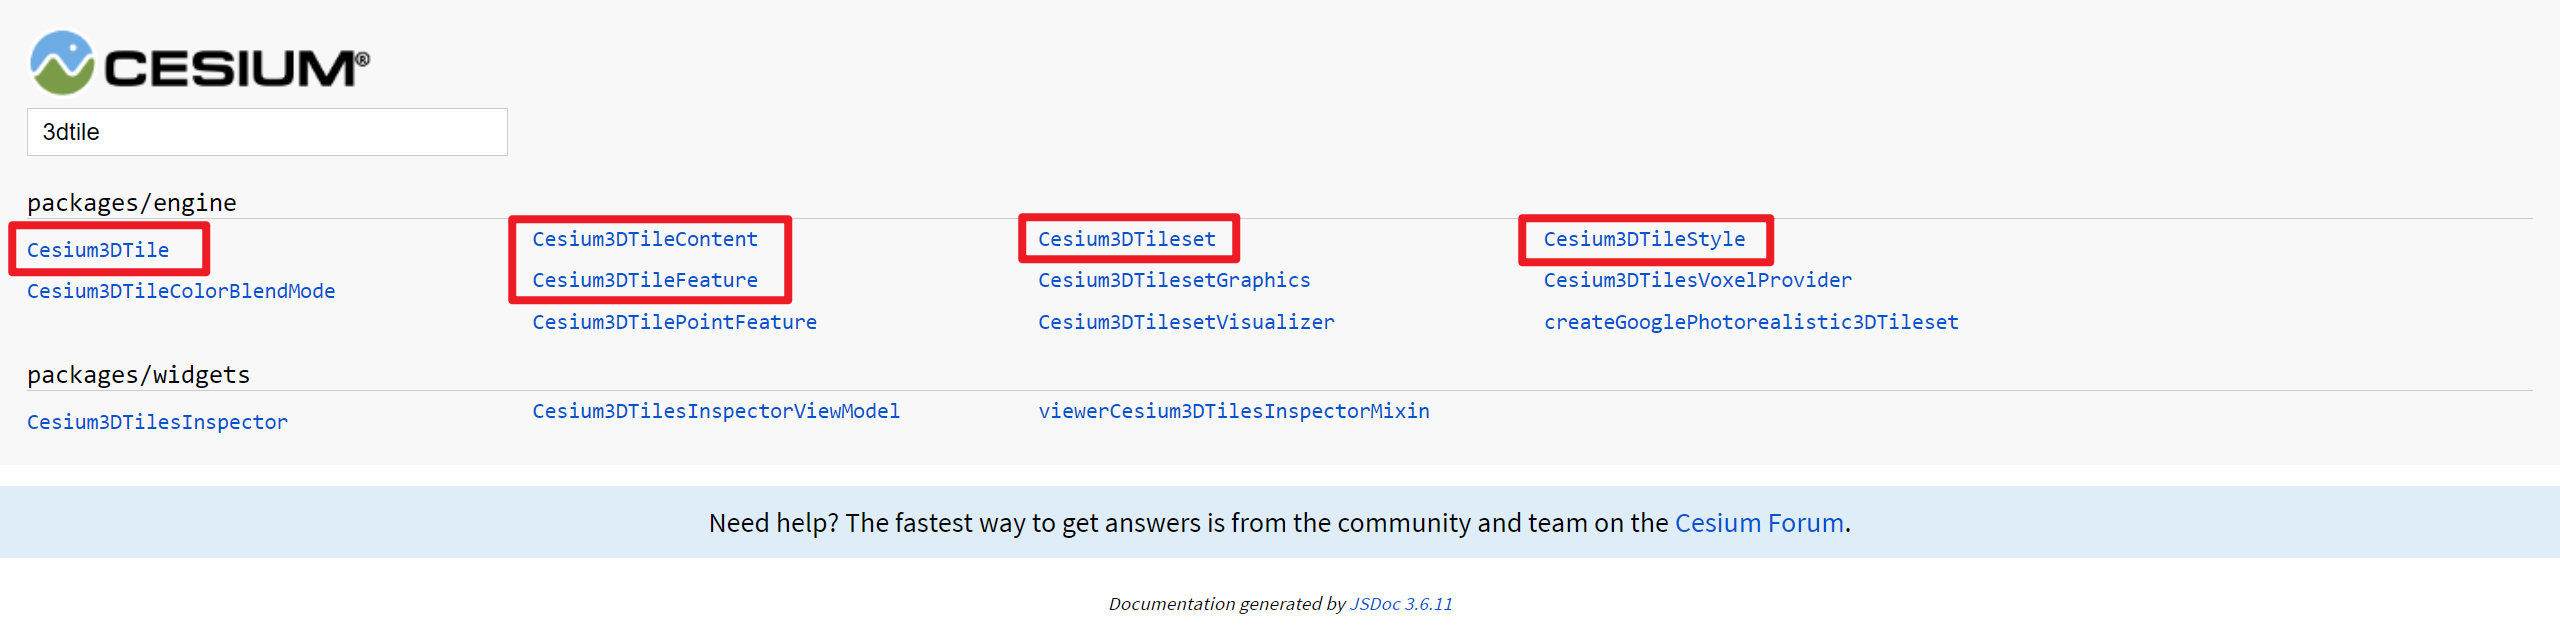 CESIUM®
3dtile
packages/engine
Cesium3DTile
Cesium3DTileColorBlendMode
Cesium3DTileContent
Cesium3DTileFeature
Cesium3DTilePointFeature
Cesium3DTileset
Cesium3DTilesetGraphics
Cesium3DTilesetVisualizer
Cesium3DTileStyle
Cesium3DTilesVoxelProvider
createGooglePhotorealistic3DTileset
packages/widgets
Cesium3DTilesInspector
Cesium3DTilesInspectorViewModel
viewerCesium3DTilesInspectorMixin
Need help? The fastest way to get answers is from the community and team on the Cesium Forum.
Documentation generated by JSDoc 3.6.11